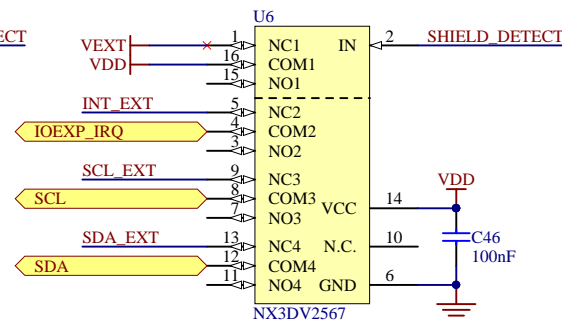 U6
ECT
VEXT 1 NC1 IN 2 SHIELD_DETECT
VDD 16 COM1
15 NO1
INT_EXT 5 NC2
IOEXP_IRQ 4 COM2
3 NO2
SCL_EXT 9 NC3
SCL 8 COM3
7 NO3
VCC 14 VDD
SDA_EXT 13 NC4
N.C. 10 C46
100nF
SDA 12 COM4
11 NO4
GND 6
NX3DV2567